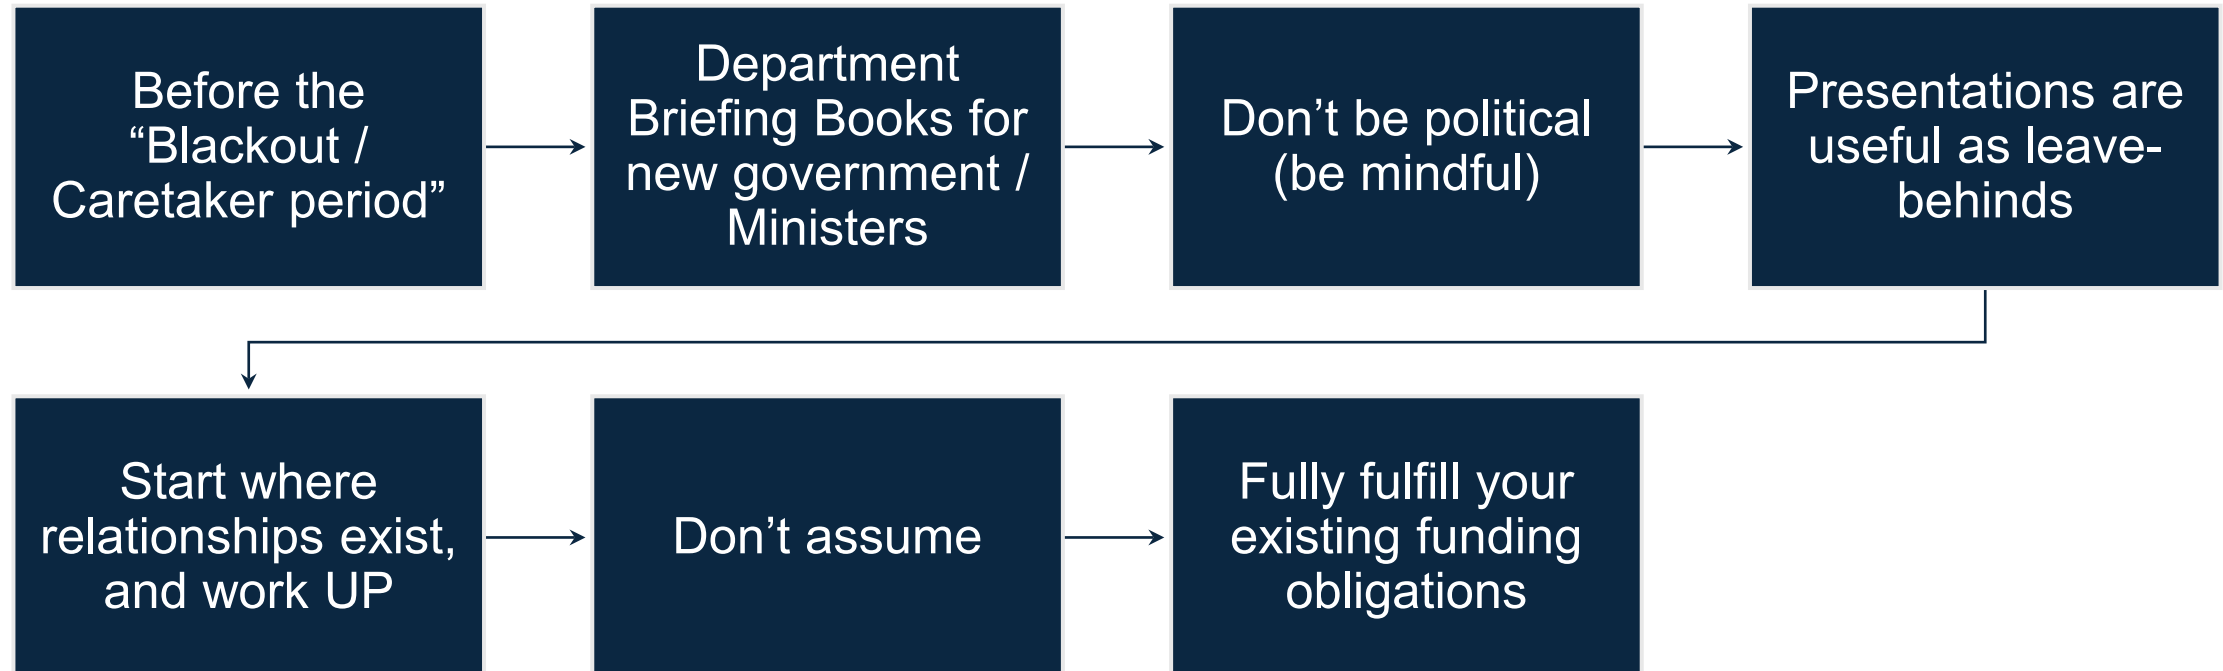 Before the
“Blackout /
Caretaker period”
Department
Briefing Books for
new government /
Ministers
Don’t be political
(be mindful)
Presentations are
useful as leave-
behinds
Start where
relationships exist,
and work UP
Don’t assume
Fully fulfill your
existing funding
obligations